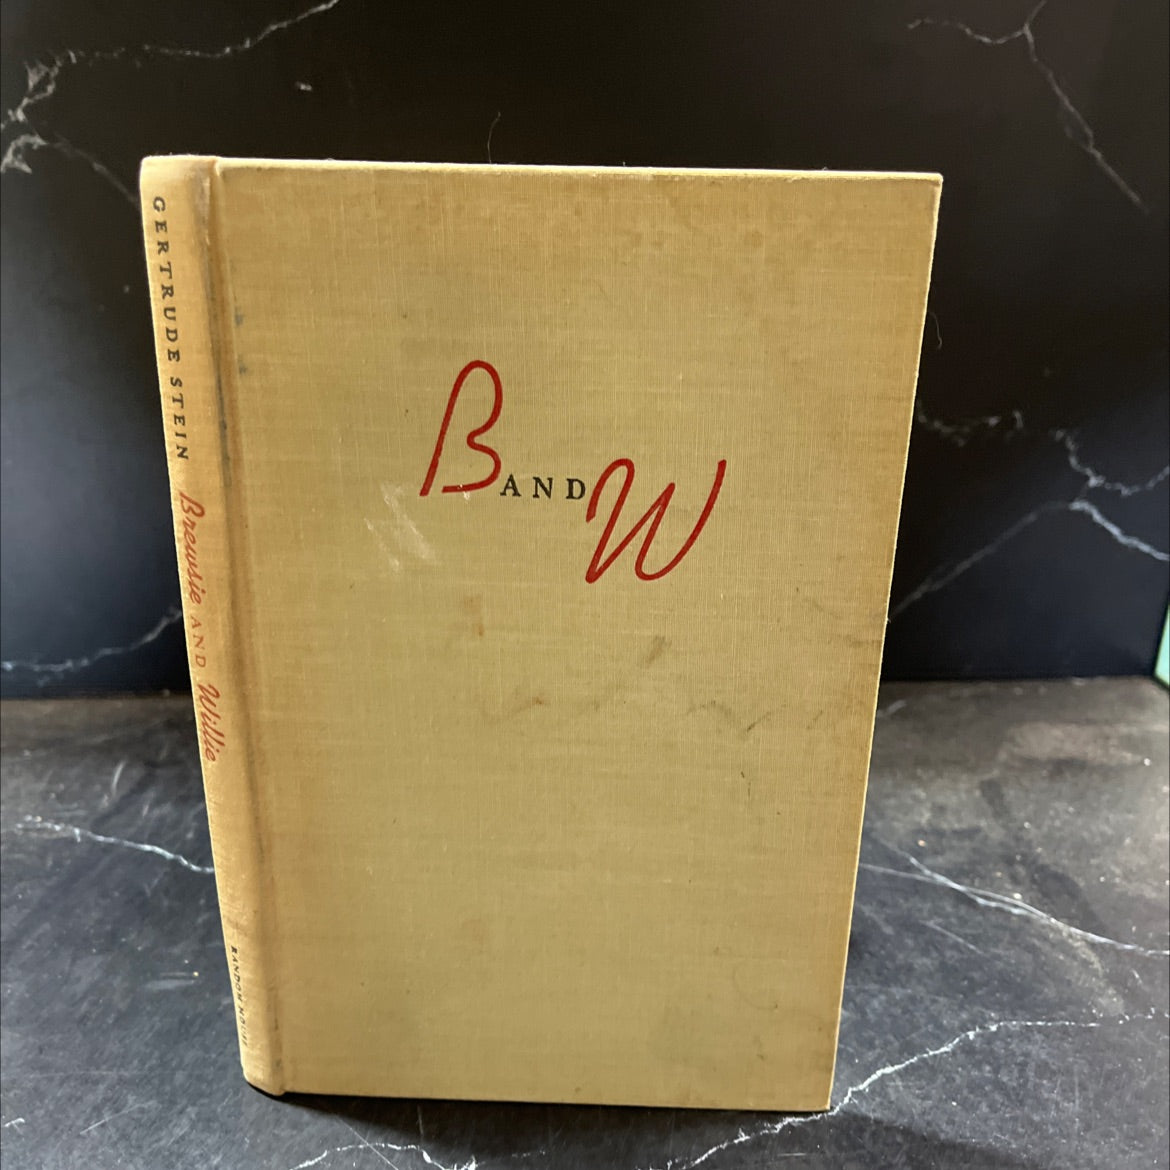 GERTRUDE STEIN Brewsie AND Willie RANDOM HOUSE
B AND W